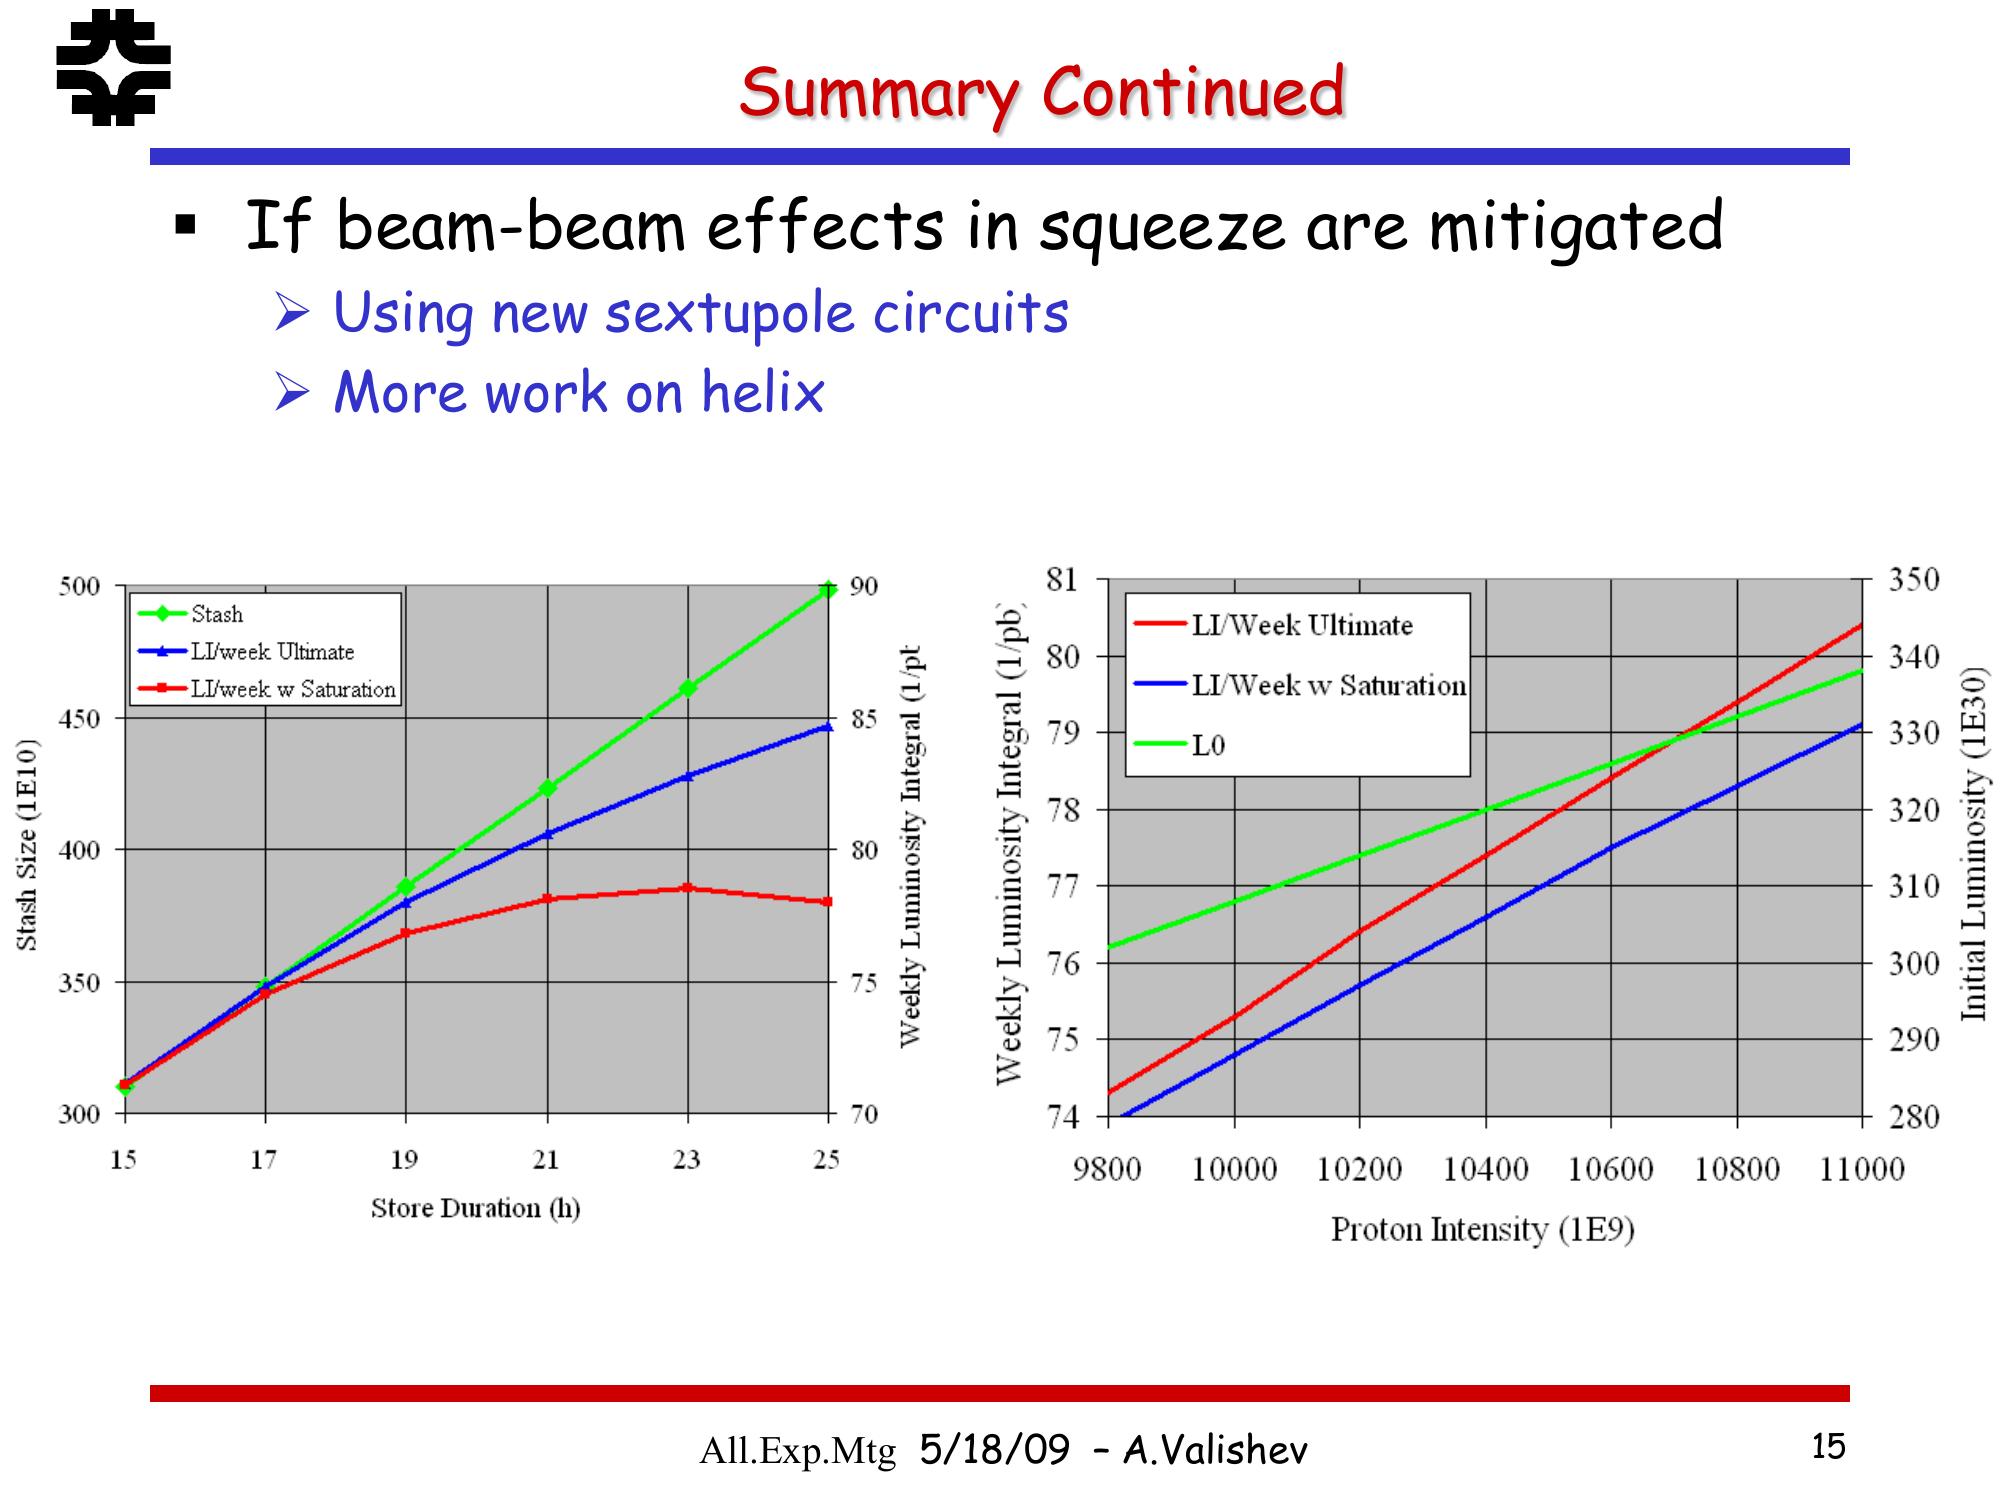 Summary Continued
If beam-beam effects in squeeze are mitigated
Using new sextupole circuits
More work on helix
500
450
400
350
300
Stash Size (1E10)
Stash
LI/week Ultimate
LI/week w Saturation
90
85
80
75
70
Weekly Luminosity Integral (1/pt
15 17 19 21 23 25
Store Duration (h)
81
80
79
78
77
76
75
74
Weekly Luminosity Integral (1/pb)
LI/Week Ultimate
LI/Week w Saturation
L0
350
340
330
320
310
300
290
280
Initial Luminosity (1E30)
9800 10000 10200 10400 10600 10800 11000
Proton Intensity (1E9)
All.Exp.Mtg 5/18/09 – A.Valishev
15